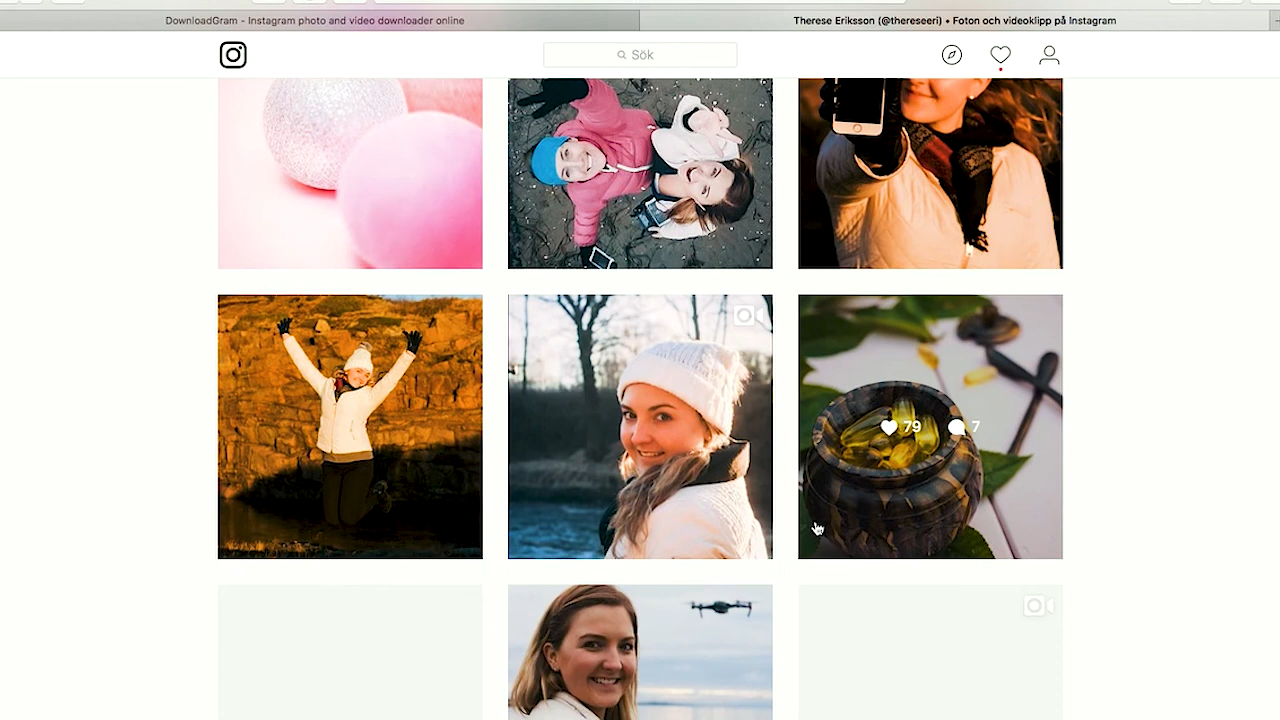 DownloadGram - Instagram photo and video downloader online
Therese Eriksson (@thereseeri) • Foton och videoklipp på Instagram
Sök
79 7